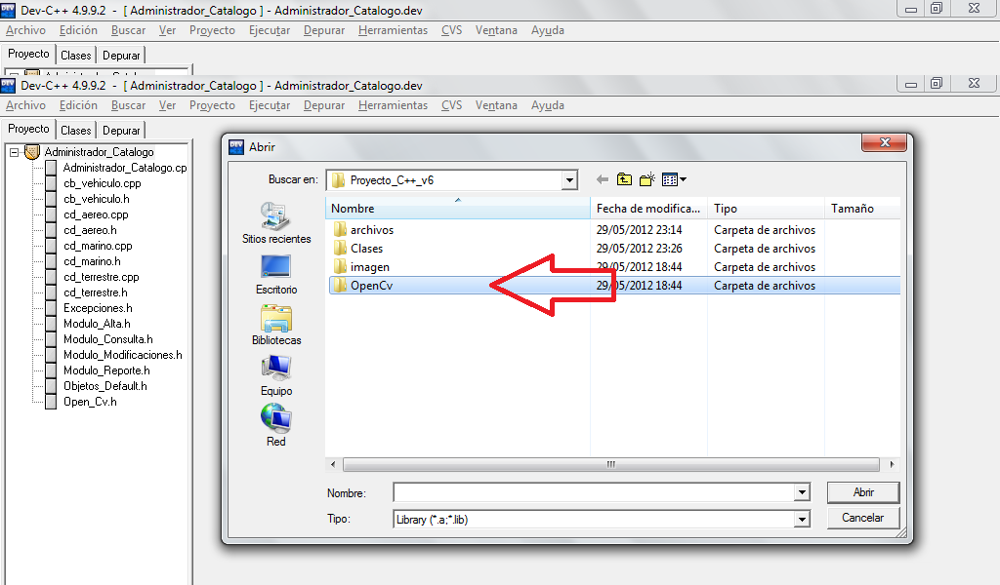 Dev-C++ 4.9.9.2 - [ Administrador_Catalogo ] - Administrador_Catalogo.dev
Archivo Edición Buscar Ver Proyecto Ejecutar Depurar Herramientas CVS Ventana Ayuda
Proyecto Clases Depurar
Dev-C++ 4.9.9.2 - [ Administrador_Catalogo ] - Administrador_Catalogo.dev
Archivo Edición Buscar Ver Proyecto Ejecutar Depurar Herramientas CVS Ventana Ayuda
Proyecto Clases Depurar
Administrador_Catalogo
Administrador_Catalogo.cp
cb_vehiculo.cpp
cb_vehiculo.h
cd_aereo.cpp
cd_aereo.h
cd_marino.cpp
cd_marino.h
cd_terrestre.cpp
cd_terrestre.h
Excepciones.h
Modulo_Alta.h
Modulo_Consulta.h
Modulo_Modificaciones.h
Modulo_Reporte.h
Objetos_Default.h
Open_Cv.h
DEV Abrir
Buscar en: Proyecto_C++_v6
Sitios recientes
Escritorio
Bibliotecas
Equipo
Red
Nombre Fecha de modifica... Tipo Tamaño
archivos 29/05/2012 23:14 Carpeta de archivos
Clases 29/05/2012 23:26 Carpeta de archivos
imagen 29/05/2012 18:44 Carpeta de archivos
OpenCv 29/05/2012 18:44 Carpeta de archivos
Nombre: Abrir
Tipo: Library (*.a;*.lib) Cancelar